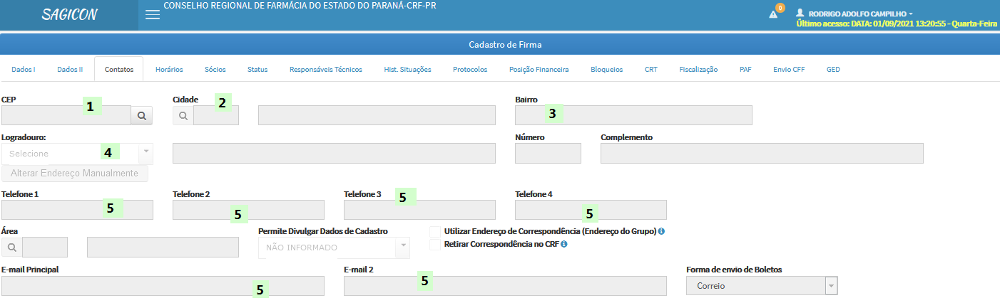 SAGICON
CONSELHO REGIONAL DE FARMÁCIA DO ESTADO DO PARANÁ-CRF-PR
0
RODRIGO ADOLFO CAMPILHO
Último acesso: DATA: 01/09/2021 13:20:55 - Quarta-Feira
Cadastro de Firma
Dados I Dados II Contatos Horários Sócios Status Responsáveis Técnicos Hist. Situações Protocolos Posição Financeira Bloqueios CRT Fiscalização PAF Envio CFF GED
CEP 1 Cidade 2 Bairro 3
Logradouro: Número Complemento
Selecione 4
Alterar Endereço Manualmente
Telefone 1 Telefone 2 Telefone 3 5 Telefone 4
5 5 5
Área Permite Divulgar Dados de Cadastro Utilizar Endereço de Correspondência (Endereço do Grupo)
NÃO INFORMADO Retirar Correspondência no CRF
E-mail Principal E-mail 2 Forma de envio de Boletos
5 5 Correio